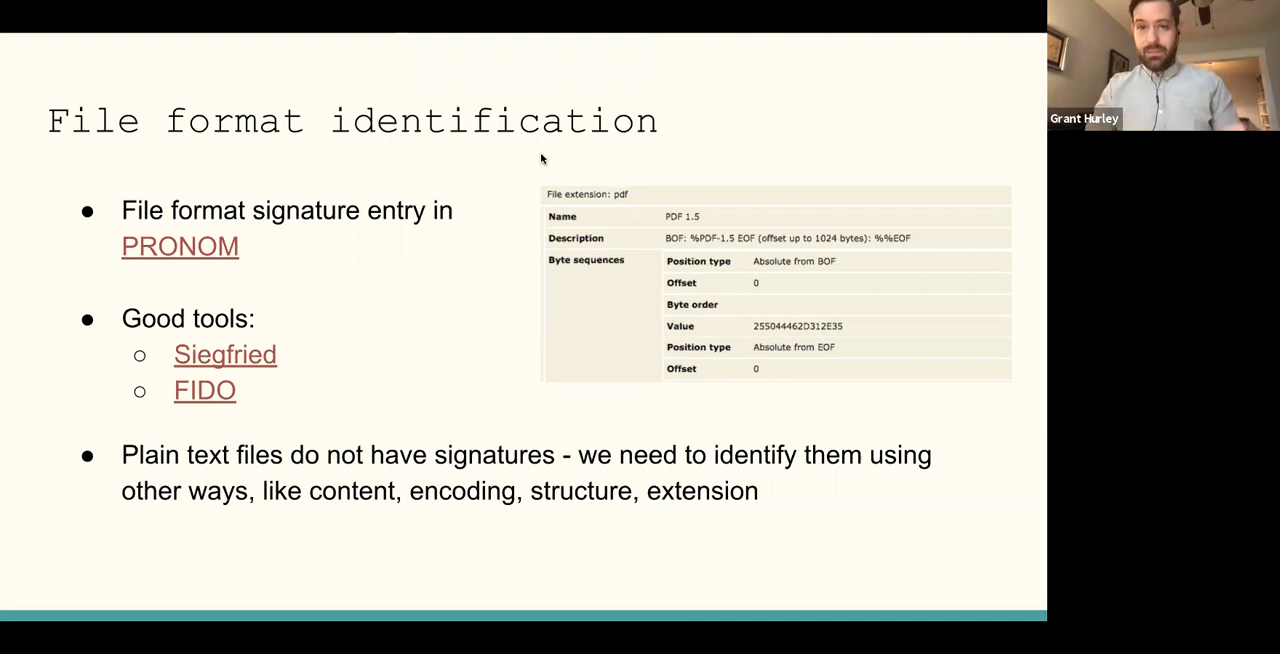 File format identification
● File format signature entry in
PRONOM
● Good tools:
○ Siegfried
○ FIDO
● Plain text files do not have signatures - we need to identify them using
other ways, like content, encoding, structure, extension
File extension: pdf
Name PDF 1.5
Description BOF: %PDF-1.5 EOF (offset up to 1024 bytes): %%EOF
Byte sequences Position type Absolute from BOF
Offset 0
Byte order
Value 255044462D312E35
Position type Absolute from EOF
Offset 0
Grant Hurley